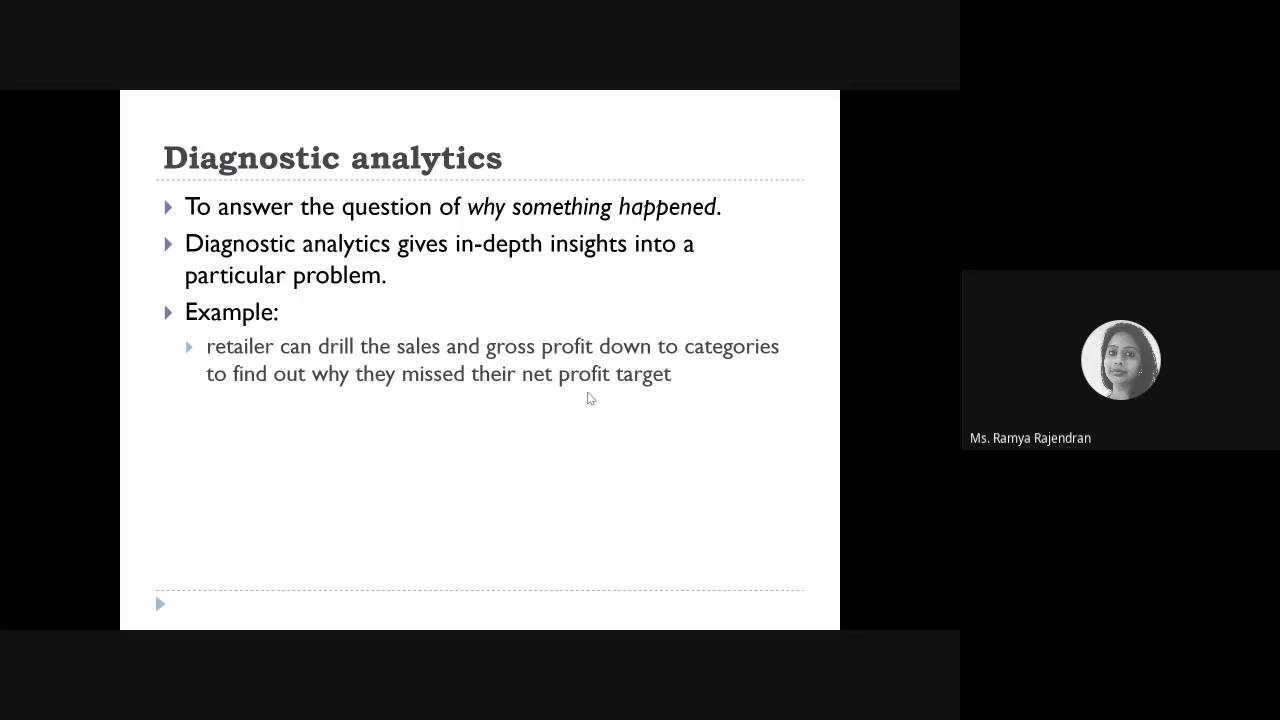 Diagnostic analytics
To answer the question of why something happened.
Diagnostic analytics gives in-depth insights into a
particular problem.
Example:
retailer can drill the sales and gross profit down to categories
to find out why they missed their net profit target
Ms. Ramya Rajendran